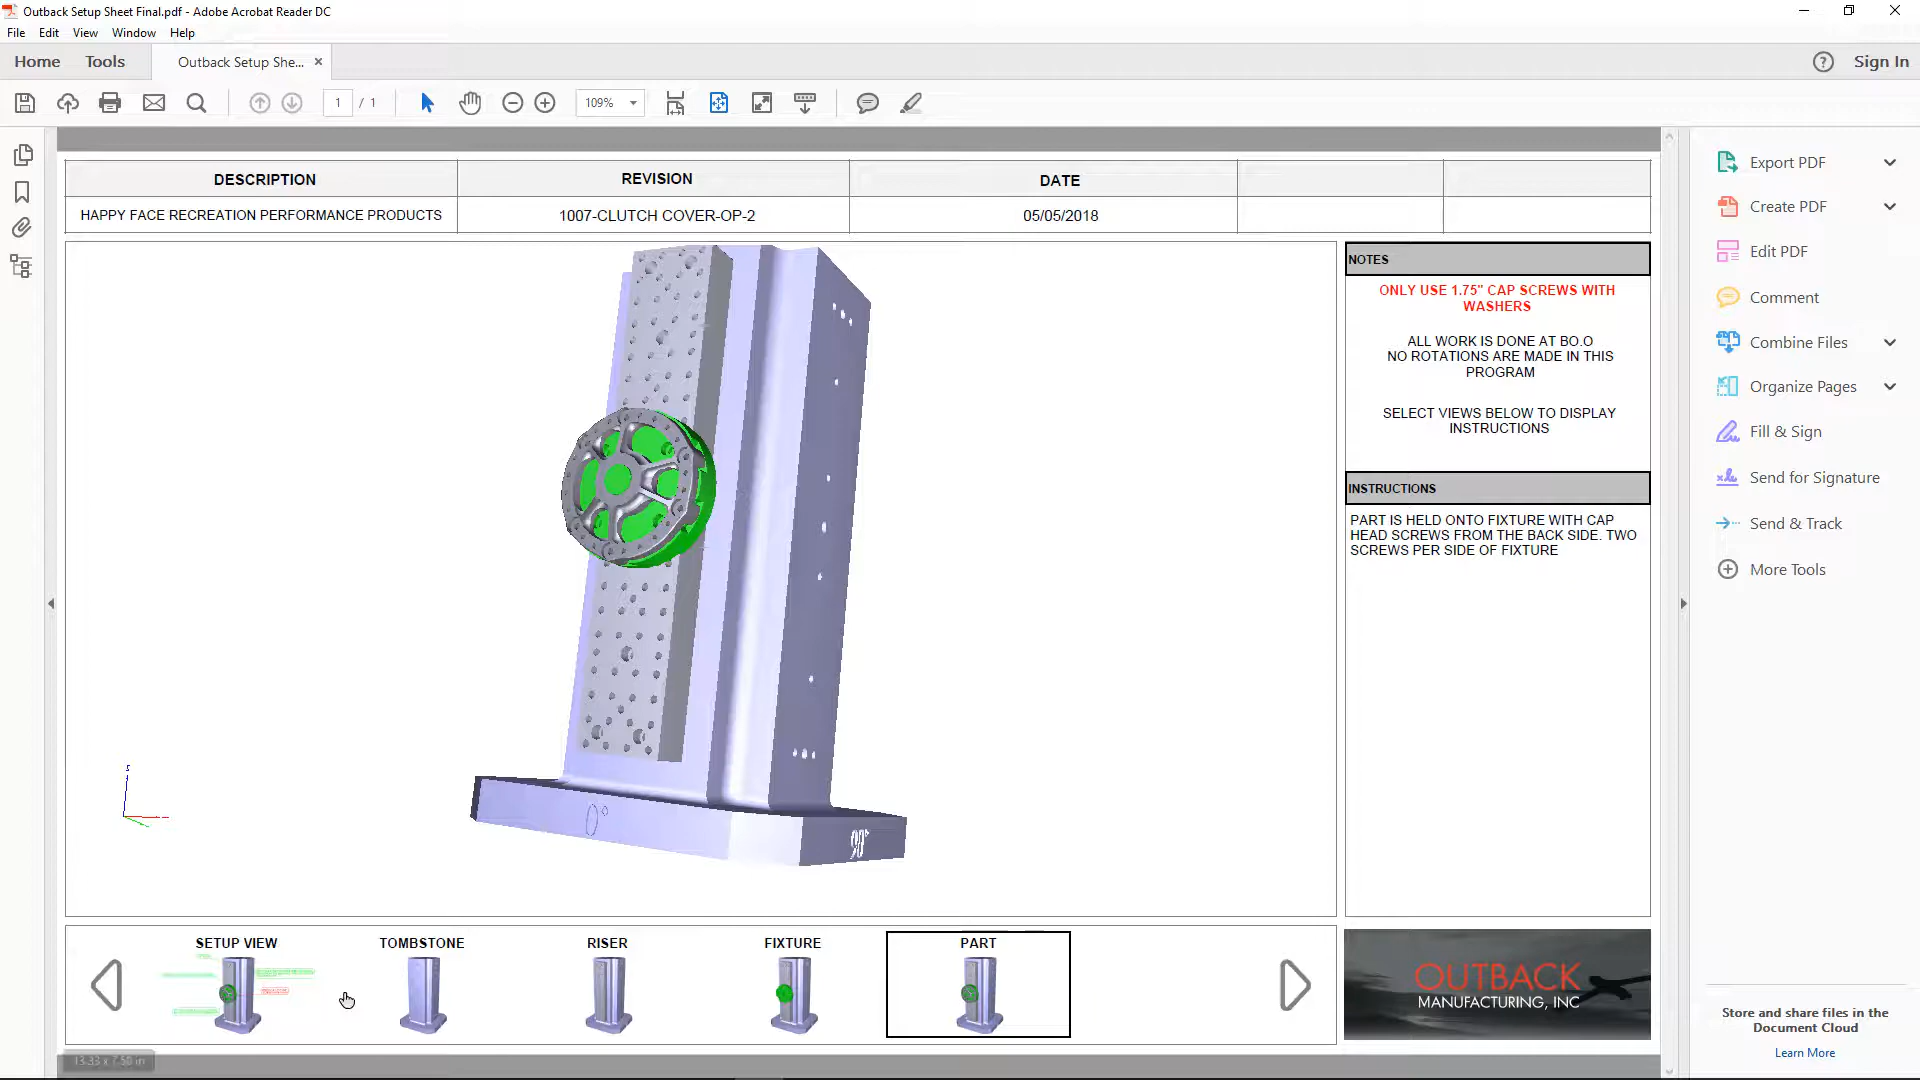 Outback Setup Sheet Final.pdf - Adobe Acrobat Reader DC
File Edit View Window Help
Home Tools Outback Setup She... Sign In
1 / 1 109%
DESCRIPTION REVISION DATE
HAPPY FACE RECREATION PERFORMANCE PRODUCTS 1007-CLUTCH COVER-OP-2 05/05/2018
NOTES
ONLY USE 1.75" CAP SCREWS WITH
WASHERS
ALL WORK IS DONE AT BO.O
NO ROTATIONS ARE MADE IN THIS
PROGRAM
SELECT VIEWS BELOW TO DISPLAY
INSTRUCTIONS
INSTRUCTIONS
PART IS HELD ONTO FIXTURE WITH CAP
HEAD SCREWS FROM THE BACK SIDE. TWO
SCREWS PER SIDE OF FIXTURE
0°
90°
SETUP VIEW TOMBSTONE RISER FIXTURE PART
OUTBACK
MANUFACTURING, INC
13.33 x 7.50 in
Export PDF
Create PDF
Edit PDF
Comment
Combine Files
Organize Pages
Fill & Sign
Send for Signature
Send & Track
More Tools
Store and share files in the
Document Cloud
Learn More